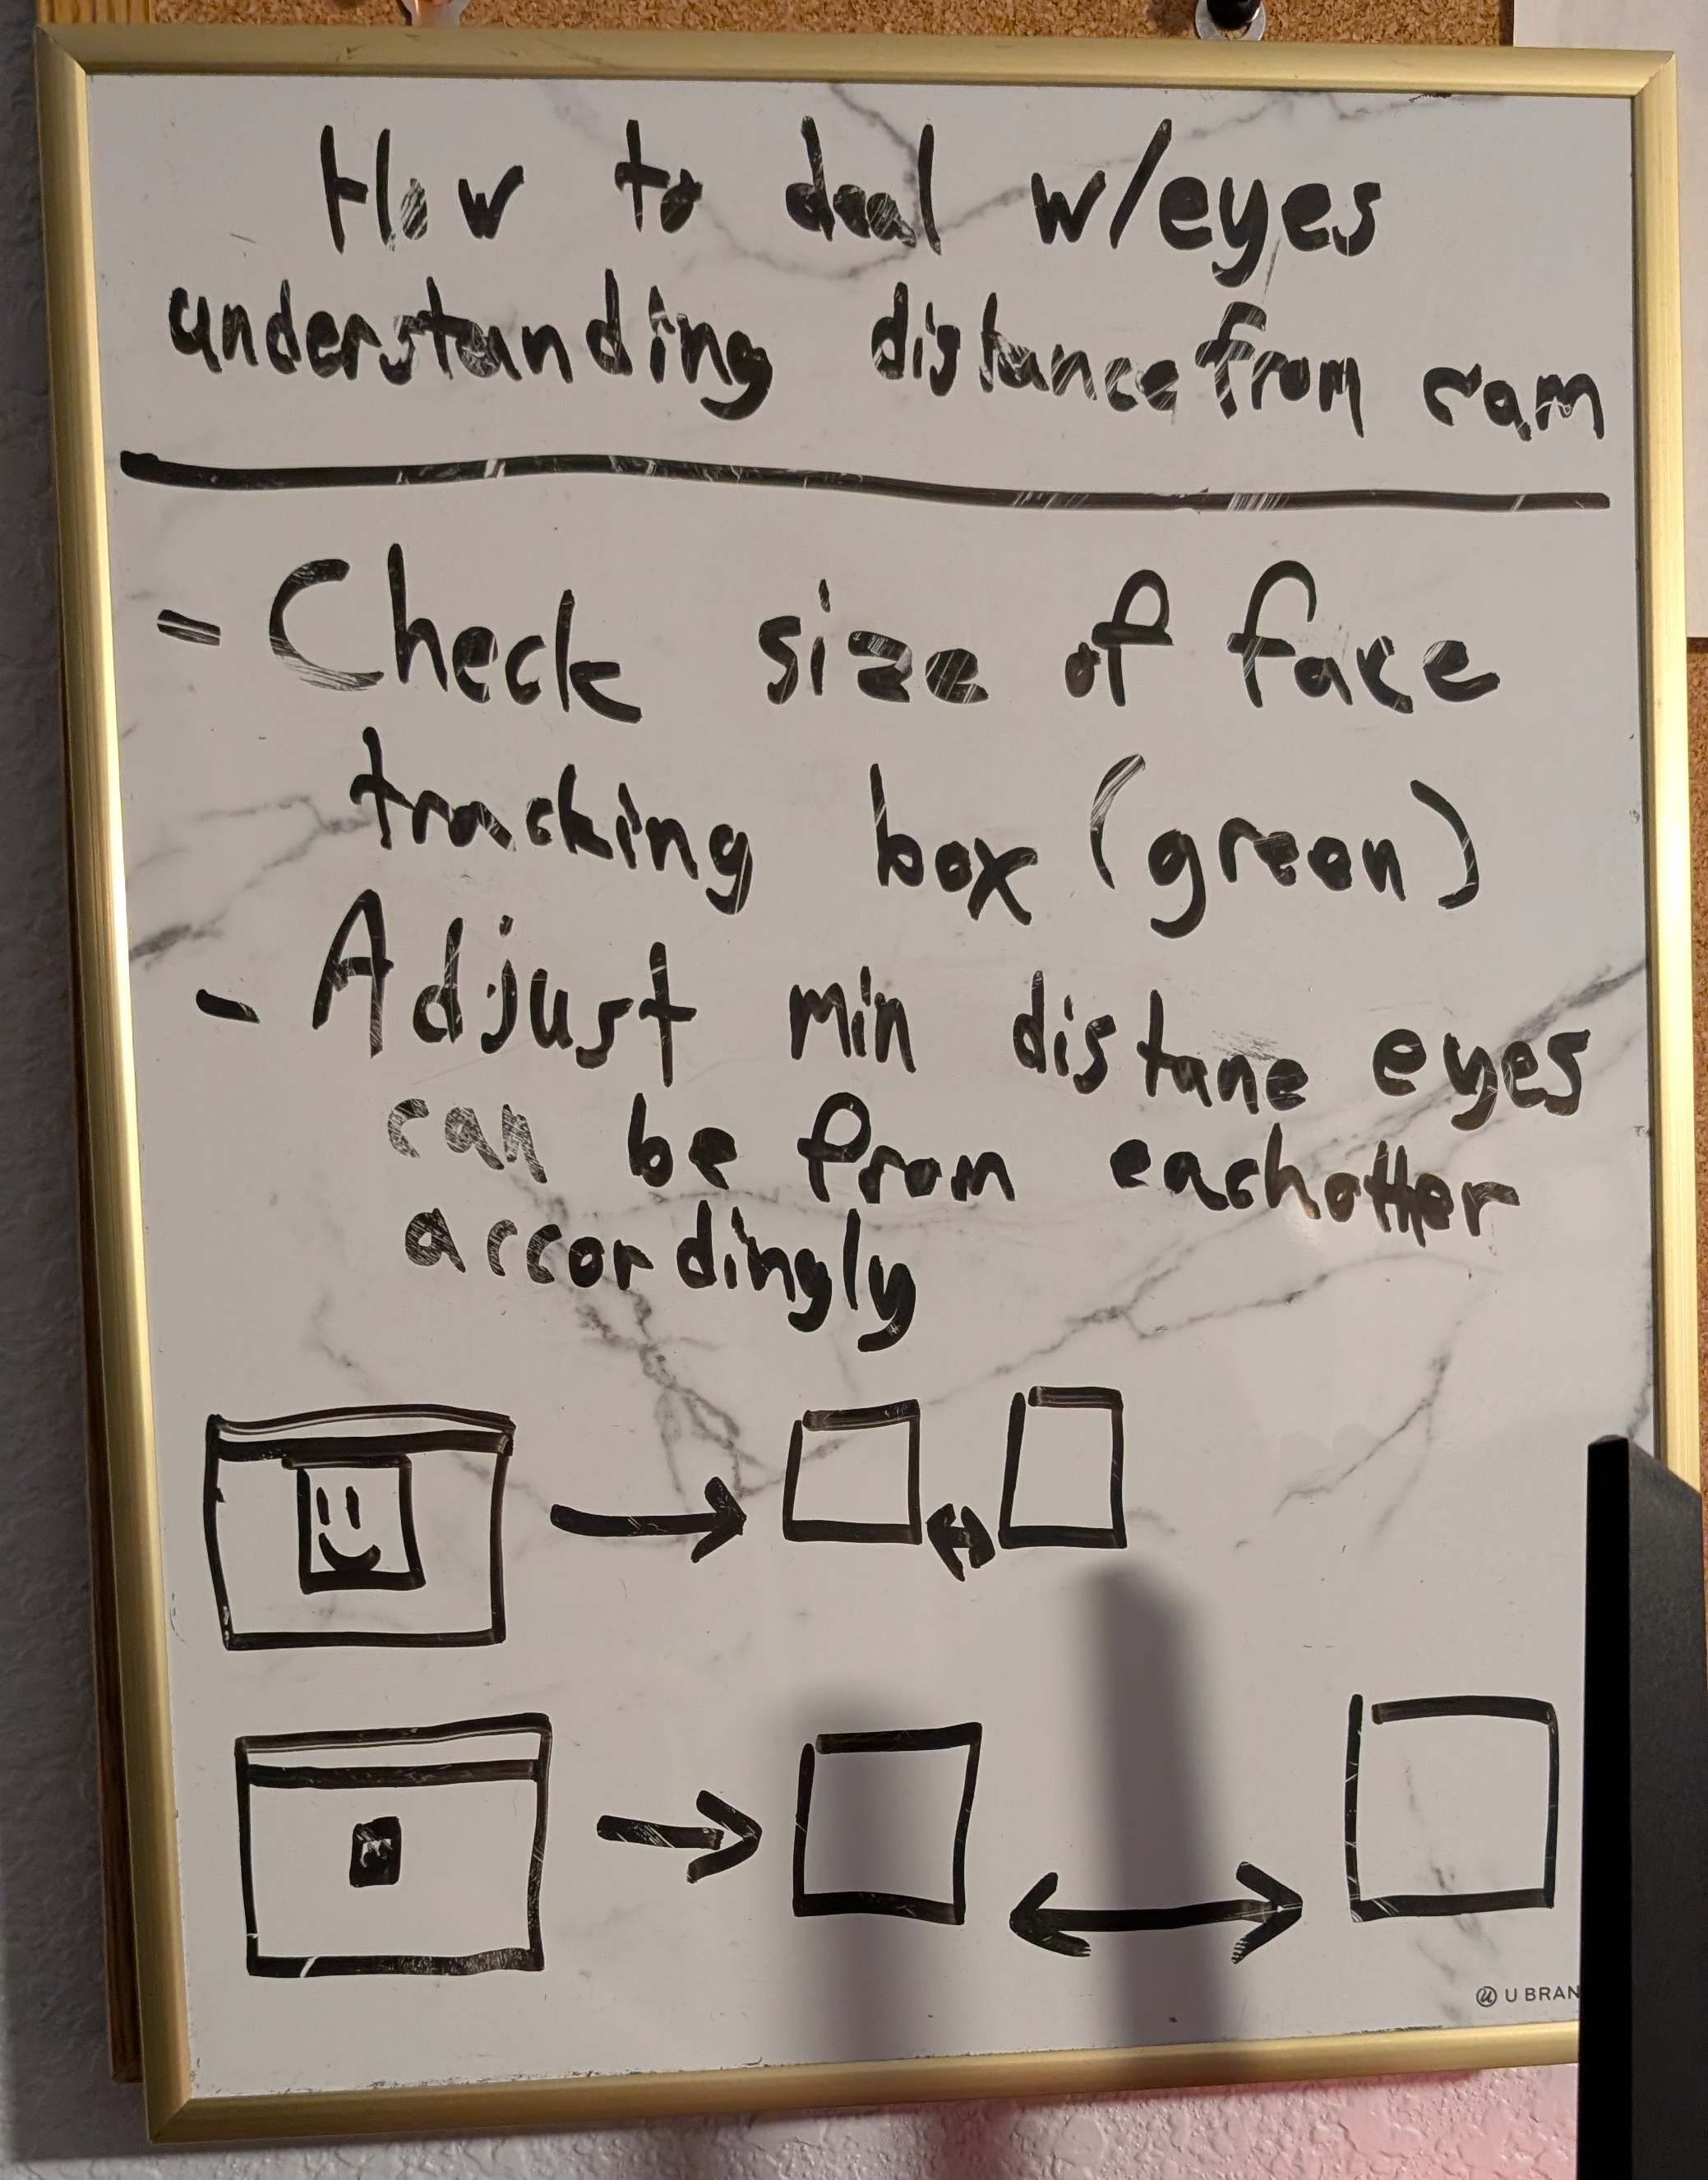 How to deal w/eyes
understanding distance from cam
- Check size of face
tracking box (green)
- Adjust min distane eyes
can be from eachother
accordingly
U BRAN